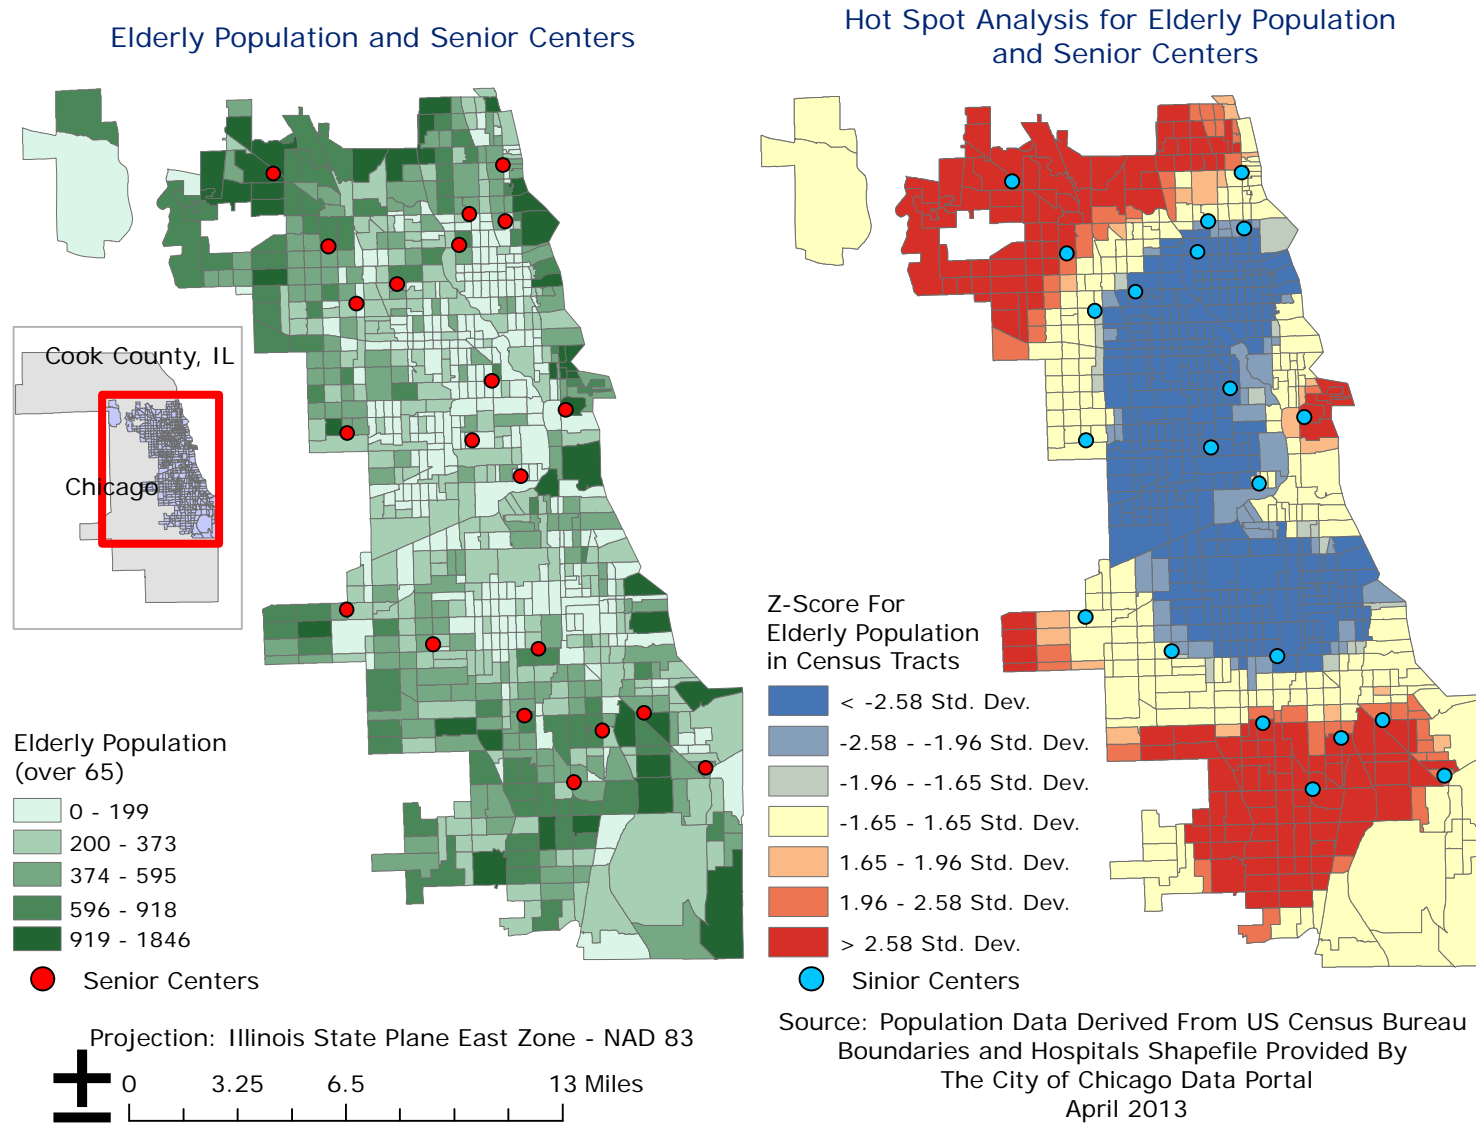 Elderly Population and Senior Centers
Hot Spot Analysis for Elderly Population
and Senior Centers
Cook County, IL
Chicago
Elderly Population
(over 65)
0 - 199
200 - 373
374 - 595
596 - 918
919 - 1846
Senior Centers
Z-Score For
Elderly Population
in Census Tracts
< -2.58 Std. Dev.
-2.58 - -1.96 Std. Dev.
-1.96 - -1.65 Std. Dev.
-1.65 - 1.65 Std. Dev.
1.65 - 1.96 Std. Dev.
1.96 - 2.58 Std. Dev.
> 2.58 Std. Dev.
Sinior Centers
Projection: Illinois State Plane East Zone - NAD 83
0 3.25 6.5 13 Miles
Source: Population Data Derived From US Census Bureau
Boundaries and Hospitals Shapefile Provided By
The City of Chicago Data Portal
April 2013